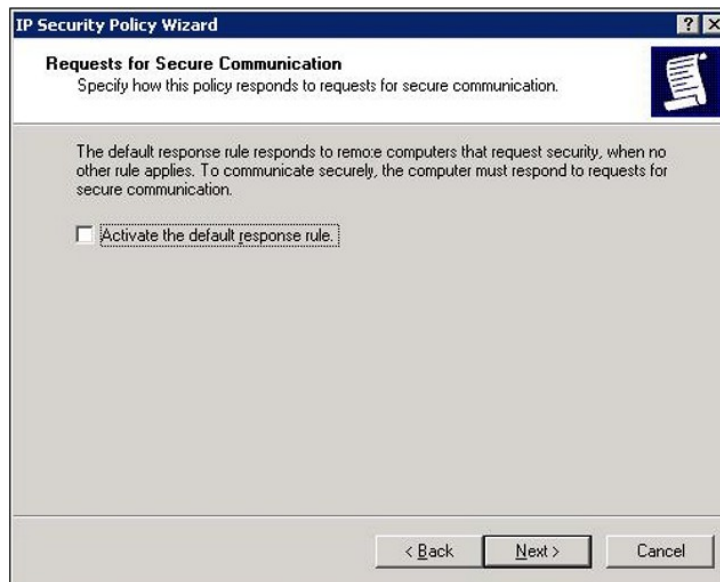 IP Security Policy Wizard
Requests for Secure Communication
Specify how this policy responds to requests for secure communication.
The default response rule responds to remo:e computers that request security, when no
other rule applies. To communicate securely, the computer must respond to requests for
secure communication.
Activate the default response rule.
< Back Next > Cancel